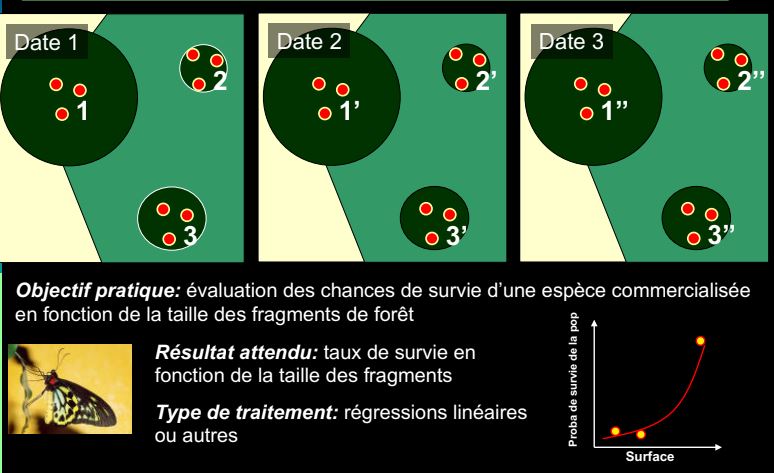 Date 1
1
2
3
Date 2
1’
2’
3’
Date 3
1’’
2’’
3’’
Objectif pratique: évaluation des chances de survie d’une espèce commercialisée
en fonction de la taille des fragments de forêt
Résultat attendu: taux de survie en
fonction de la taille des fragments
Type de traitement: régressions linéaires
ou autres
Proba de survie de la pop
Surface